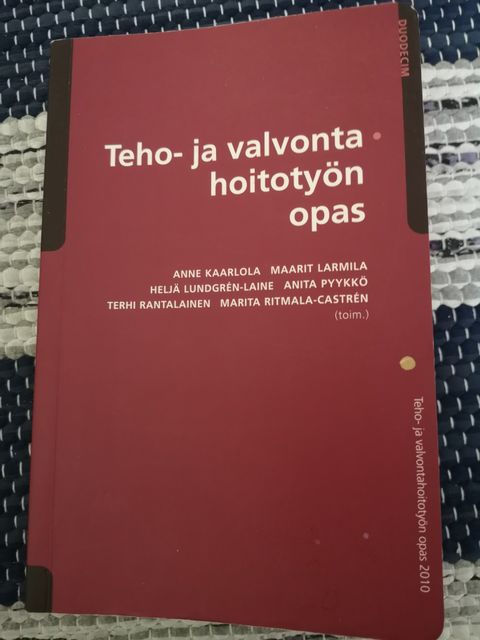 DUODECIM
Teho- ja valvonta
hoitotyön
opas
ANNE KAARLOLA MAARIT LARMILA
HELJÄ LUNDGRÉN-LAINE ANITA PYYKKÖ
TERHI RANTALAINEN MARITA RITMALA-CASTRÉN
(toim.)
Teho- ja valvontahoitotyön opas 2010